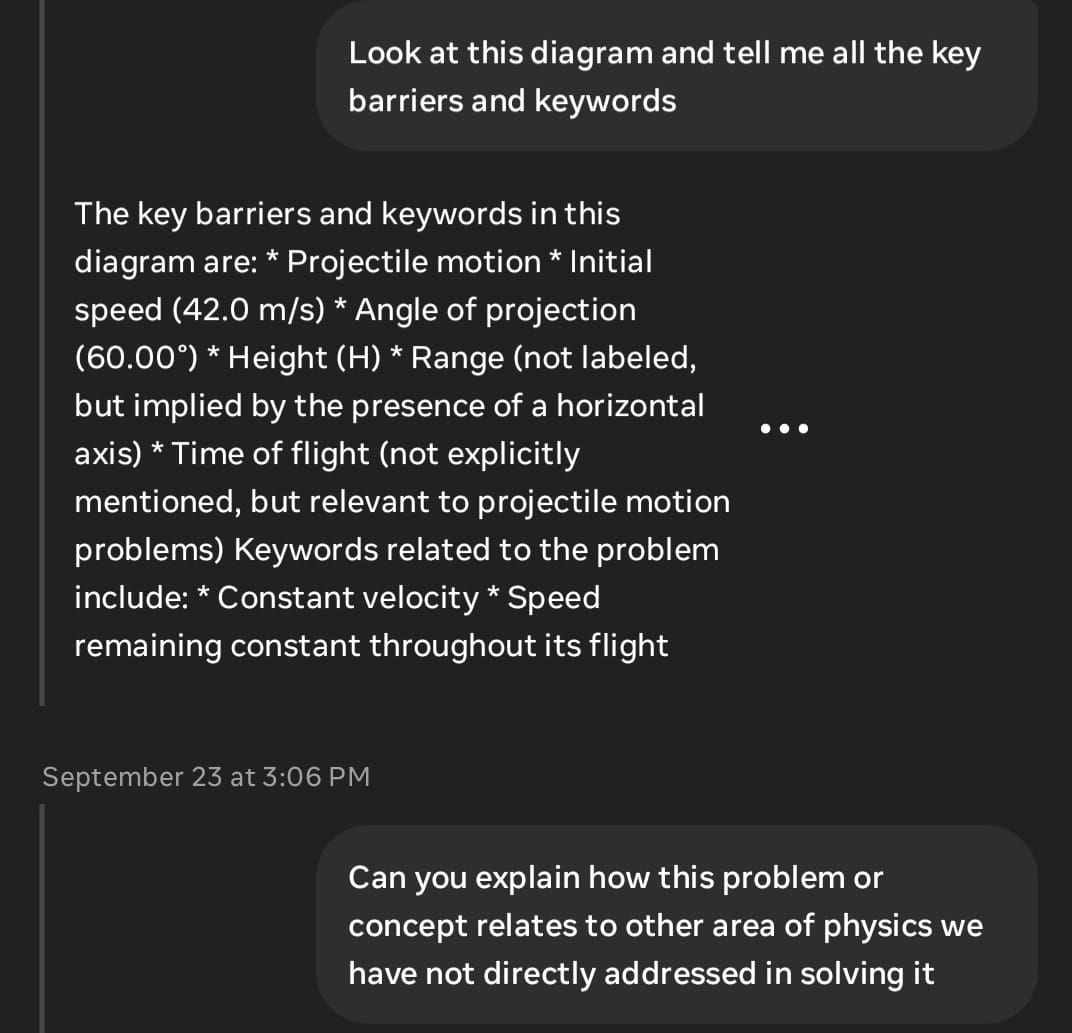 Look at this diagram and tell me all the key
barriers and keywords
The key barriers and keywords in this
diagram are: * Projectile motion * Initial
speed (42.0 m/s) * Angle of projection
(60.00°) * Height (H) * Range (not labeled,
but implied by the presence of a horizontal
axis) * Time of flight (not explicitly
mentioned, but relevant to projectile motion
problems) Keywords related to the problem
include: * Constant velocity * Speed
remaining constant throughout its flight
September 23 at 3:06 PM
Can you explain how this problem or
concept relates to other area of physics we
have not directly addressed in solving it